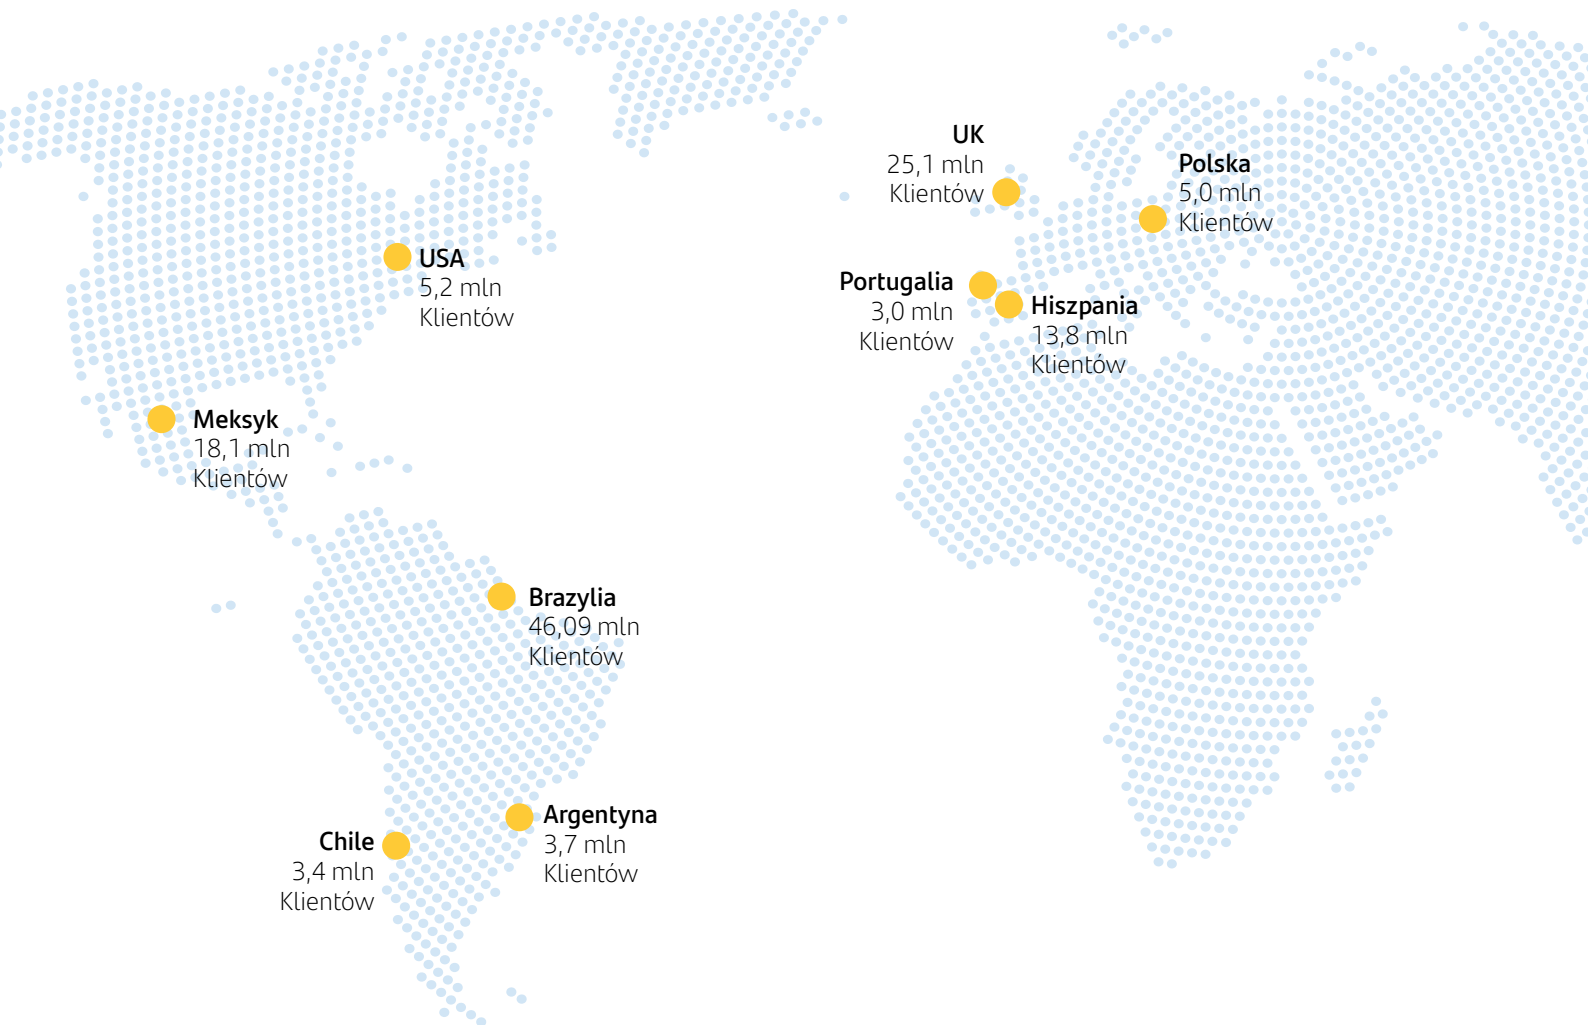 UK
25,1 mln
Klientów
Polska
5,0 mln
Klientów
USA
5,2 mln
Klientów
Portugalia
3,0 mln
Klientów
Hiszpania
13,8 mln
Klientów
Meksyk
18,1 mln
Klientów
Brazylia
46,09 mln
Klientów
Argentyna
3,7 mln
Klientów
Chile
3,4 mln
Klientów